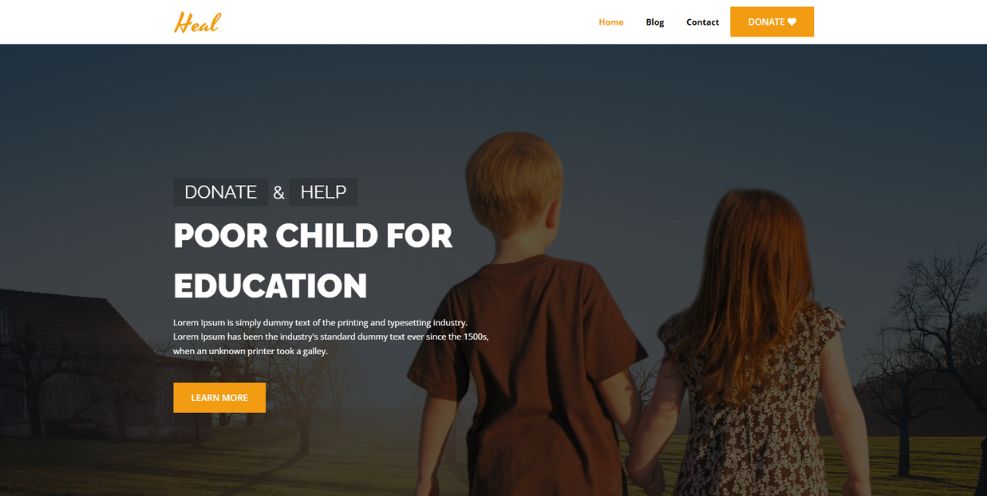 Heal
Home Blog Contact DONATE
DONATE & HELP
POOR CHILD FOR
EDUCATION
Lorem Ipsum is simply dummy text of the printing and typesetting industry.
Lorem Ipsum has been the industry's standard dummy text ever since the 1500s,
when an unknown printer took a galley.
LEARN MORE